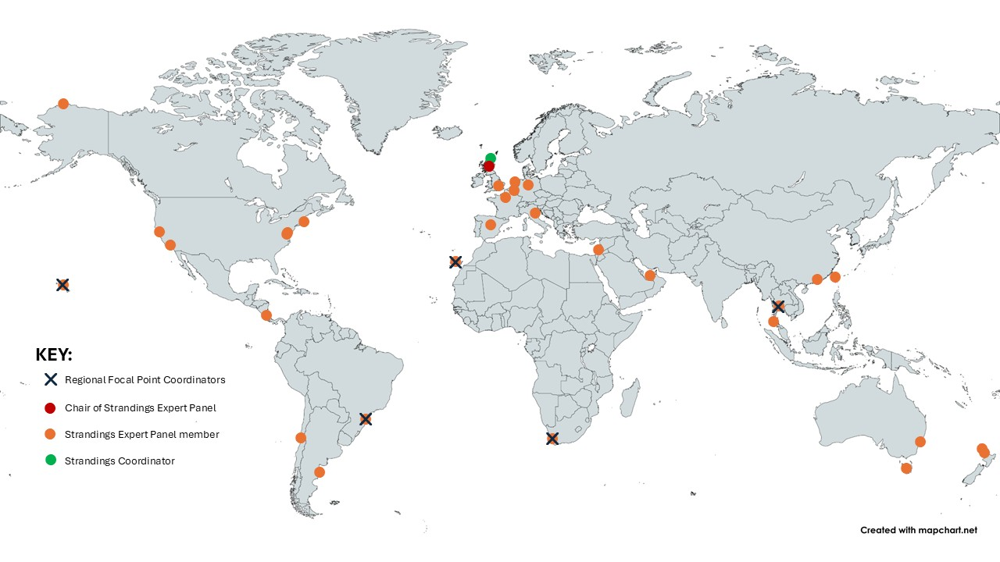 KEY:
Regional Focal Point Coordinators
Chair of Strandings Expert Panel
Strandings Expert Panel member
Strandings Coordinator
Created with mapchart.net